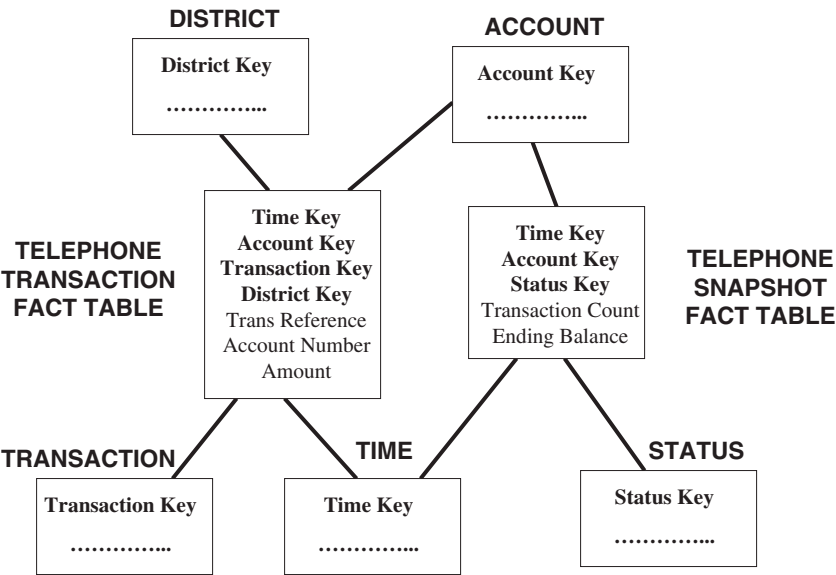 DISTRICT
District Key
…………...
ACCOUNT
Account Key
…………...
TELEPHONE
TRANSACTION
FACT TABLE
Time Key
Account Key
Transaction Key
District Key
Trans Reference
Account Number
Amount
Time Key
Account Key
Status Key
Transaction Count
Ending Balance
TELEPHONE
SNAPSHOT
FACT TABLE
TRANSACTION
Transaction Key
…………...
TIME
Time Key
…………...
STATUS
Status Key
…………...